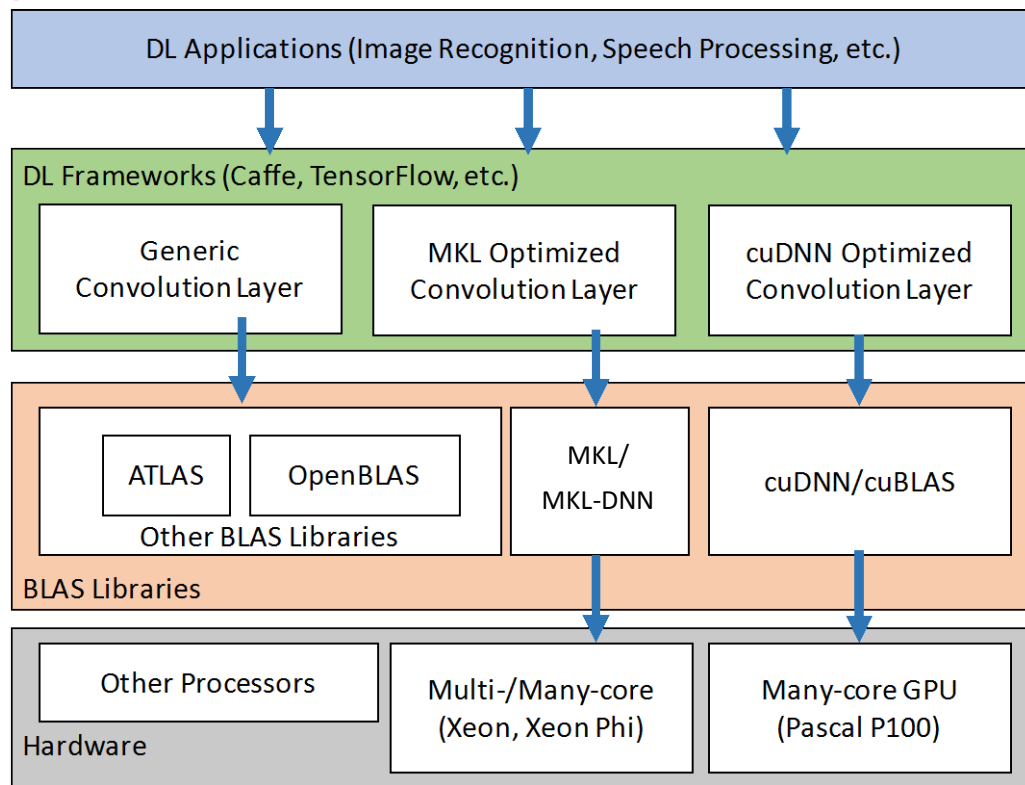 DL Applications (Image Recognition, Speech Processing, etc.)
DL Frameworks (Caffe, TensorFlow, etc.)
Generic
Convolution Layer
MKL Optimized
Convolution Layer
cuDNN Optimized
Convolution Layer
ATLAS
OpenBLAS
Other BLAS Libraries
MKL/
MKL-DNN
cuDNN/cuBLAS
BLAS Libraries
Other Processors
Multi-/Many-core
(Xeon, Xeon Phi)
Many-core GPU
(Pascal P100)
Hardware